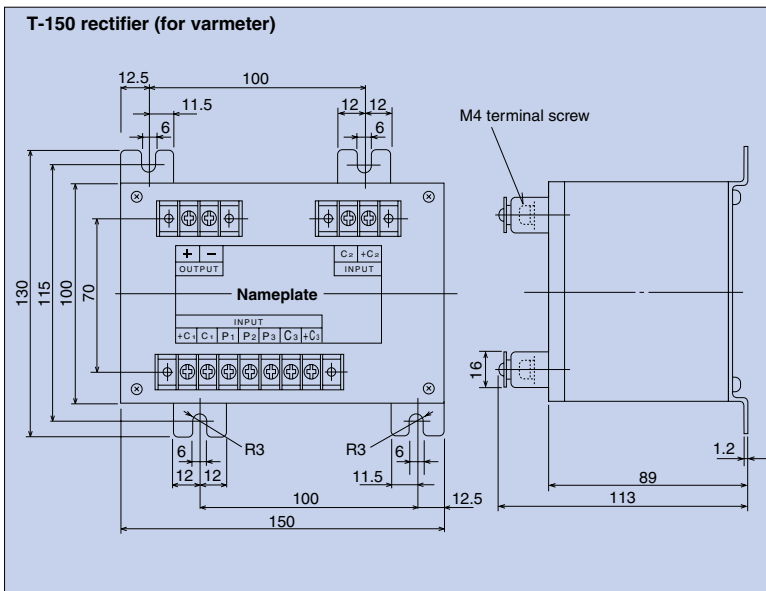 T-150 rectifier (for varmeter)
12.5 100
11.5 12 12
6 6
M4 terminal screw
+ − C₂ +C₂
OUTPUT INPUT
130 115 100 70
Nameplate
INPUT
+C₁ C₁ P₁ P₂ P₃ C₃ +C₃
16
R3 R3
6 6
12 12 11.5
1.2
100 12.5
89
150
113